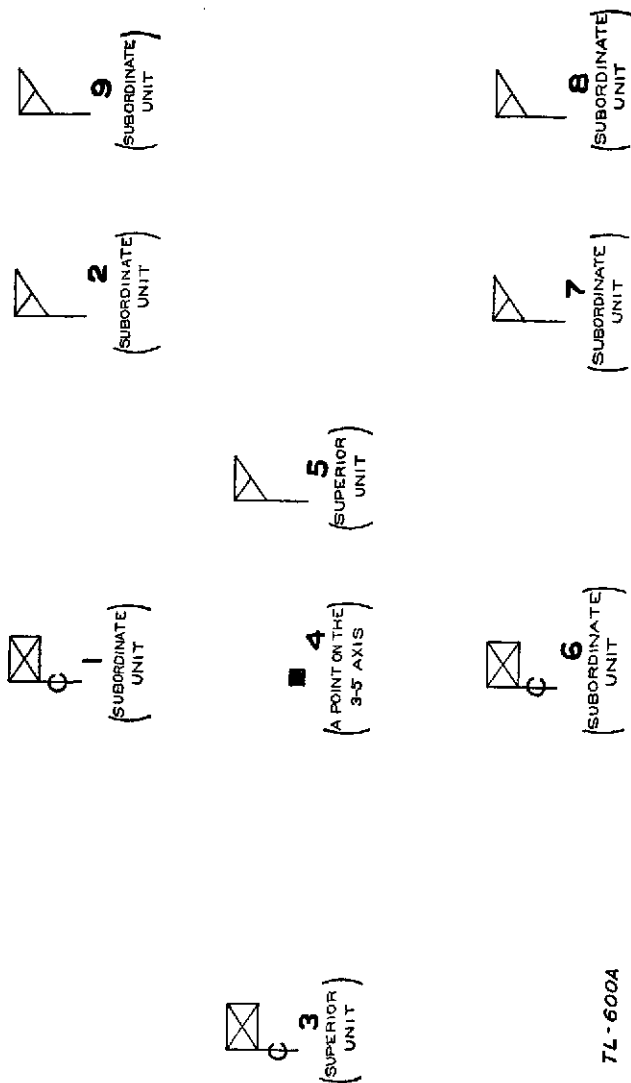 1
(SUBORDINATE
UNIT)
2
(SUBORDINATE
UNIT)
9
(SUBORDINATE
UNIT)
3
(SUPERIOR
UNIT)
4
(A POINT ON THE
3-5 AXIS)
5
(SUPERIOR
UNIT)
6
(SUBORDINATE
UNIT)
7
(SUBORDINATE
UNIT)
8
(SUBORDINATE
UNIT)
TL-600A